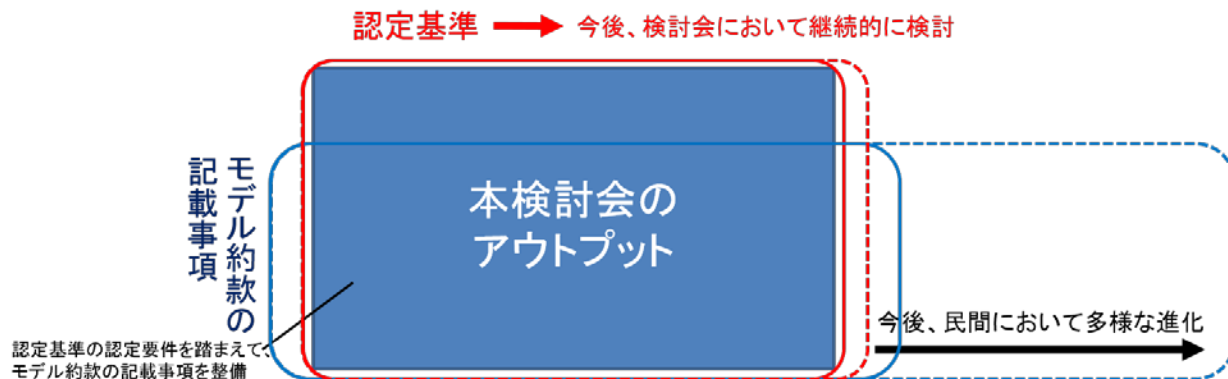 認定基準
今後、検討会において継続的に検討
モデル約款の
記載事項
本検討会の
アウトプット
今後、民間において多様な進化
認定基準の認定要件を踏まえて、
モデル約款の記載事項を整備